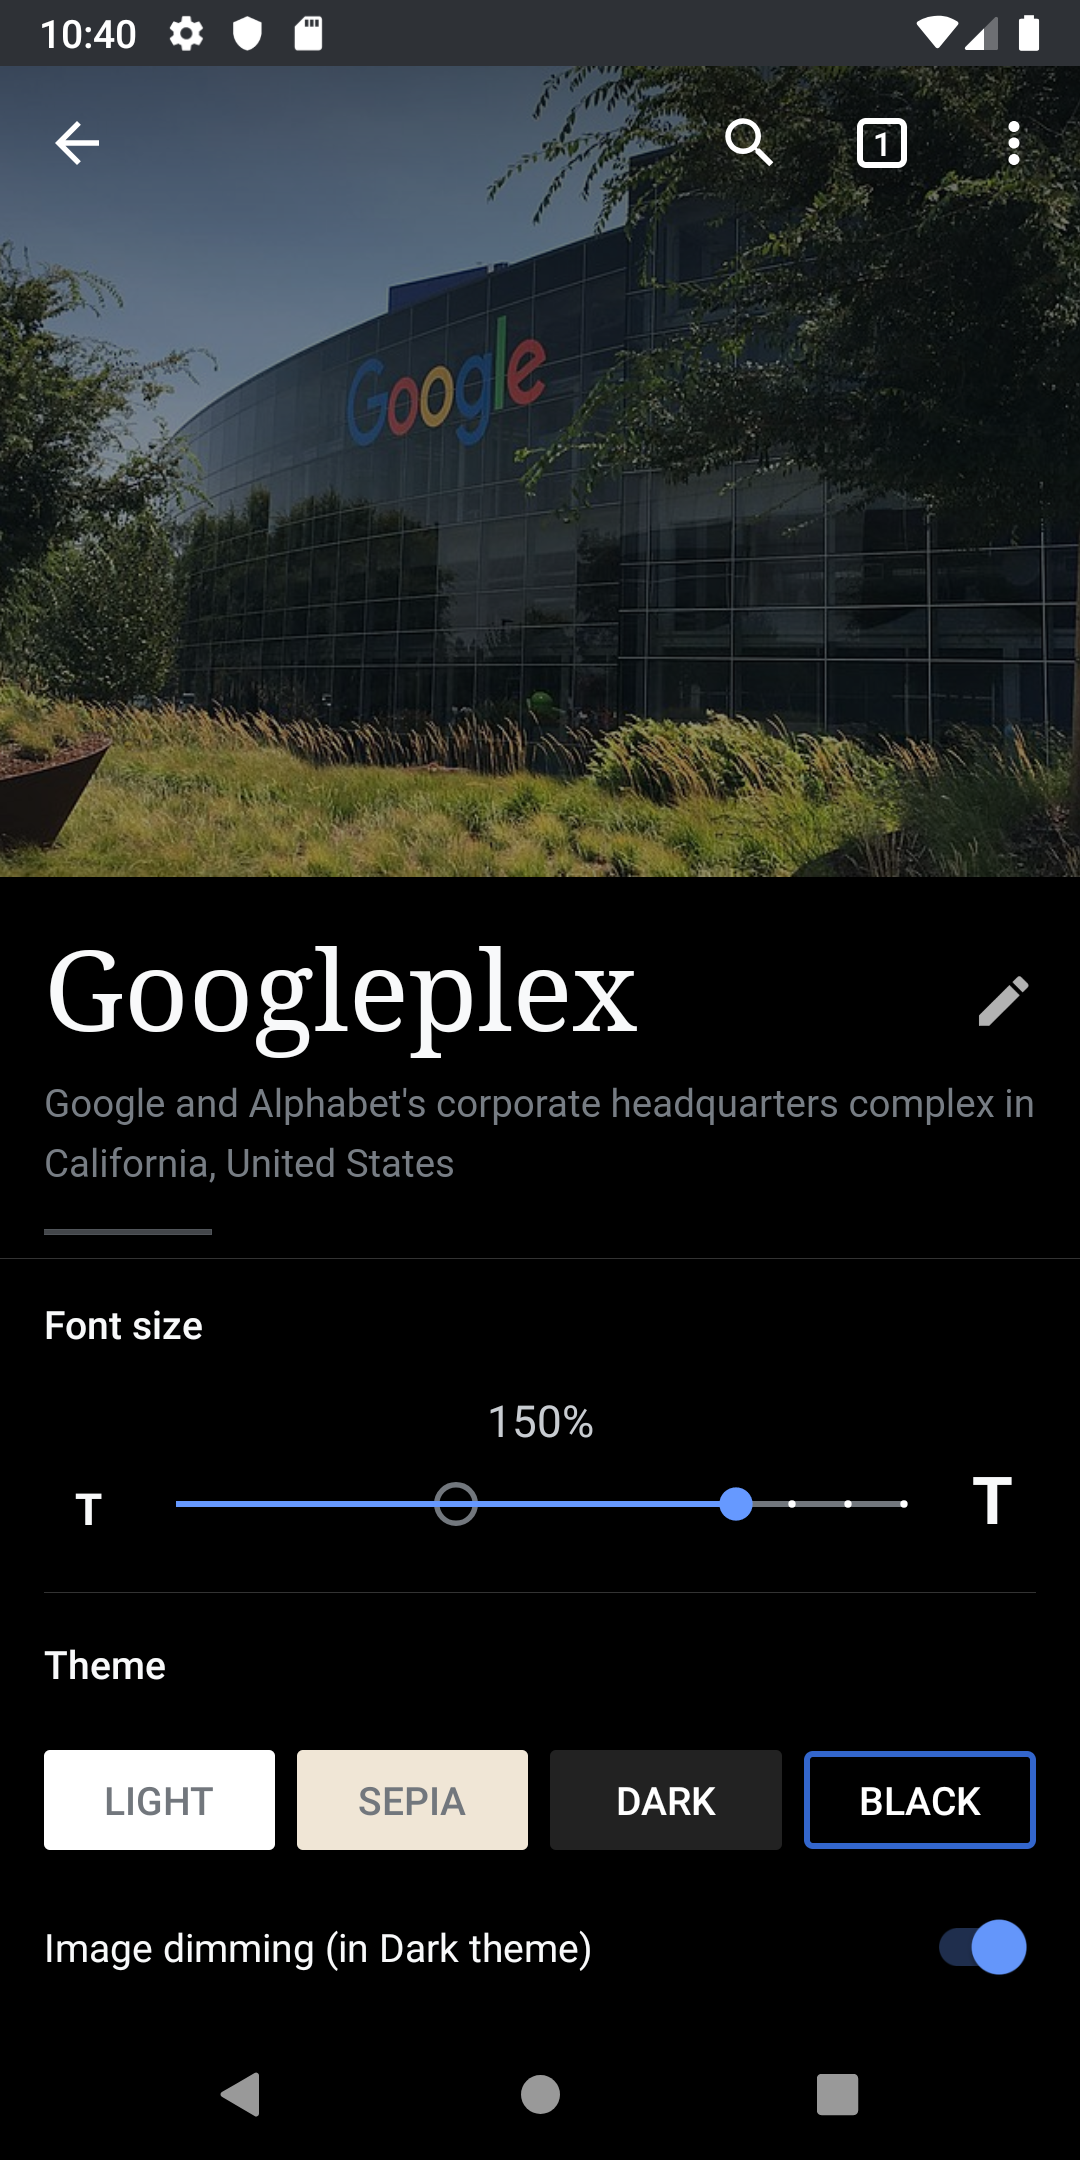 10:40
1
Google
Googleplex
Google and Alphabet's corporate headquarters complex in
California, United States
Font size
150%
T
T
Theme
LIGHT
SEPIA
DARK
BLACK
Image dimming (in Dark theme)